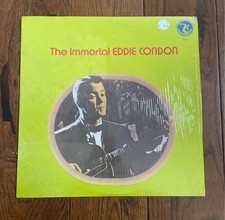 The Immortal EDDIE CONDON